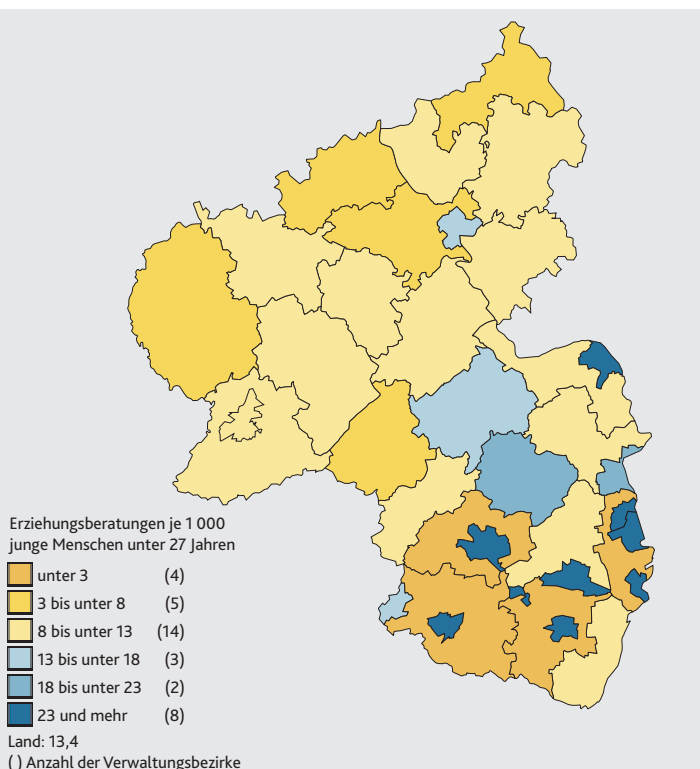 Erziehungsberatungen je 1 000
junge Menschen unter 27 Jahren
unter 3 (4)
3 bis unter 8 (5)
8 bis unter 13 (14)
13 bis unter 18 (3)
18 bis unter 23 (2)
23 und mehr (8)
Land: 13,4
( ) Anzahl der Verwaltungsbezirke